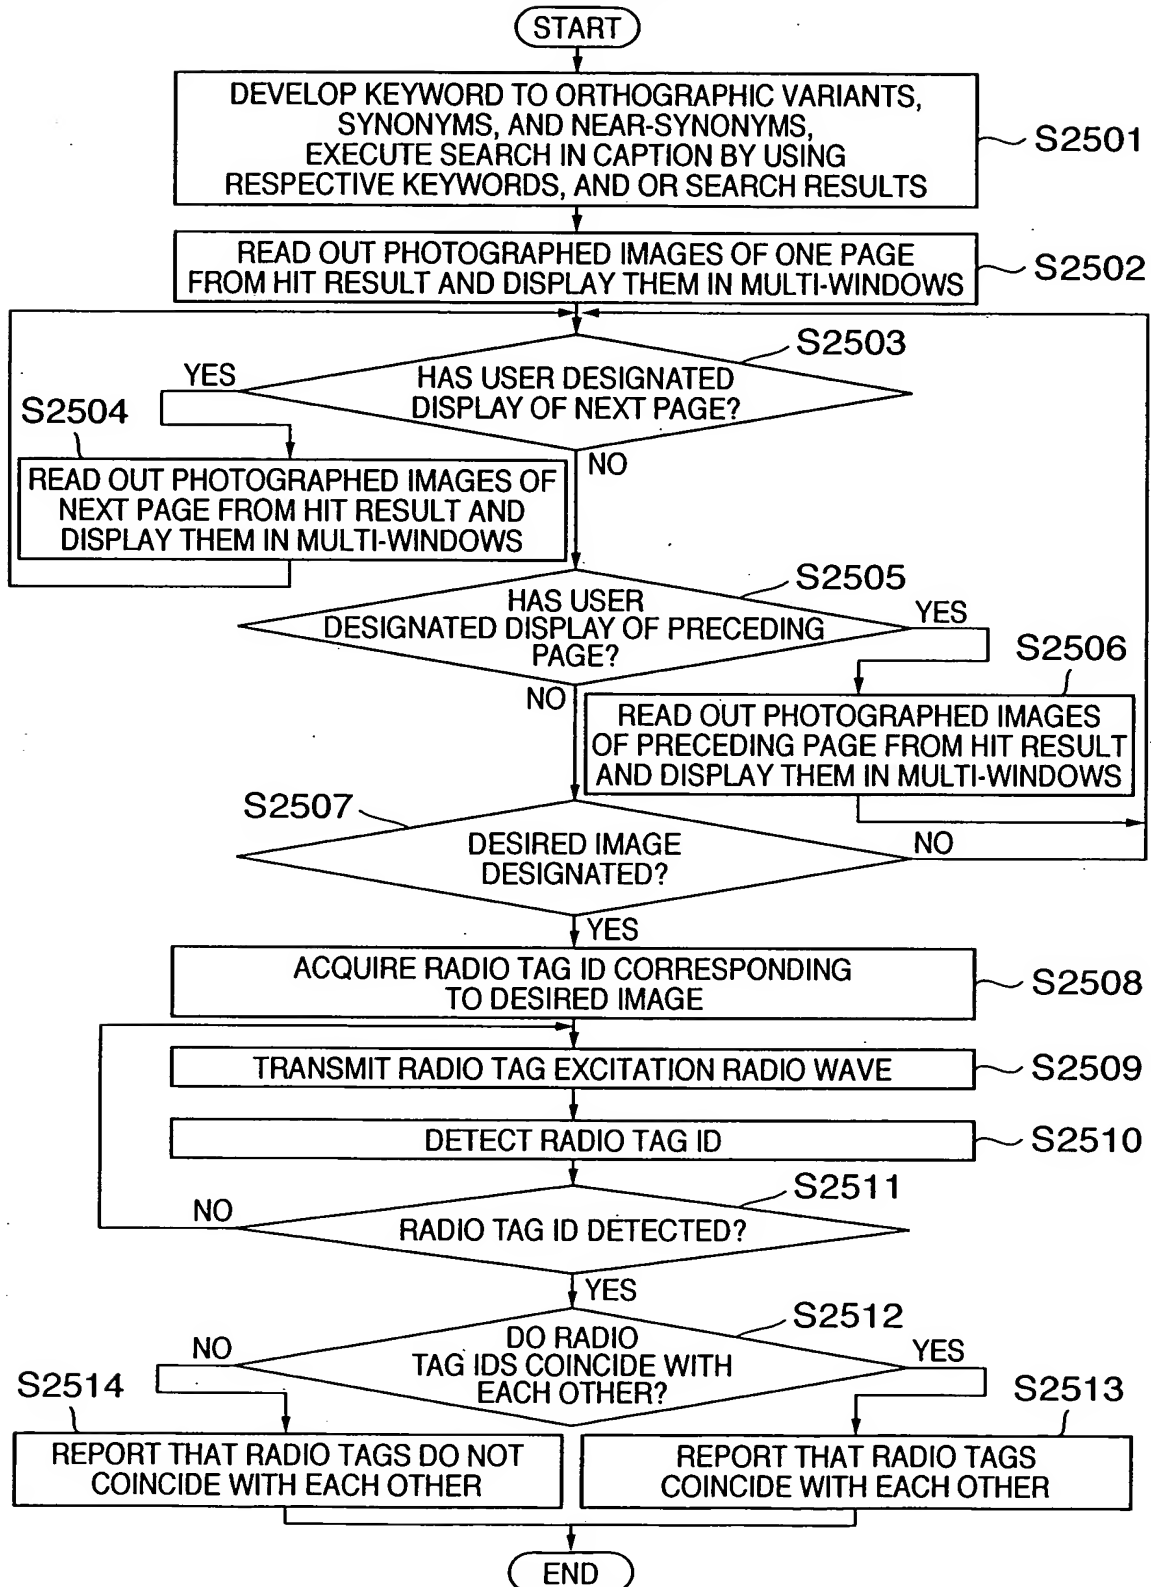 START
DEVELOP KEYWORD TO ORTHOGRAPHIC VARIANTS,
SYNONYMS, AND NEAR-SYNONYMS,
EXECUTE SEARCH IN CAPTION BY USING
RESPECTIVE KEYWORDS, AND OR SEARCH RESULTS
S2501
READ OUT PHOTOGRAPHED IMAGES OF ONE PAGE
FROM HIT RESULT AND DISPLAY THEM IN MULTI-WINDOWS
S2502
S2503
HAS USER DESIGNATED
DISPLAY OF NEXT PAGE?
YES
NO
S2504
READ OUT PHOTOGRAPHED IMAGES OF
NEXT PAGE FROM HIT RESULT AND
DISPLAY THEM IN MULTI-WINDOWS
S2505
HAS USER
DESIGNATED DISPLAY OF PRECEDING
PAGE?
YES
NO
S2506
READ OUT PHOTOGRAPHED IMAGES
OF PRECEDING PAGE FROM HIT RESULT
AND DISPLAY THEM IN MULTI-WINDOWS
S2507
DESIRED IMAGE
DESIGNATED?
NO
YES
ACQUIRE RADIO TAG ID CORRESPONDING
TO DESIRED IMAGE
S2508
TRANSMIT RADIO TAG EXCITATION RADIO WAVE
S2509
DETECT RADIO TAG ID
S2510
S2511
NO
RADIO TAG ID DETECTED?
YES
S2512
NO
DO RADIO
TAG IDS COINCIDE WITH
EACH OTHER?
YES
S2514
REPORT THAT RADIO TAGS DO NOT
COINCIDE WITH EACH OTHER
S2513
REPORT THAT RADIO TAGS
COINCIDE WITH EACH OTHER
END